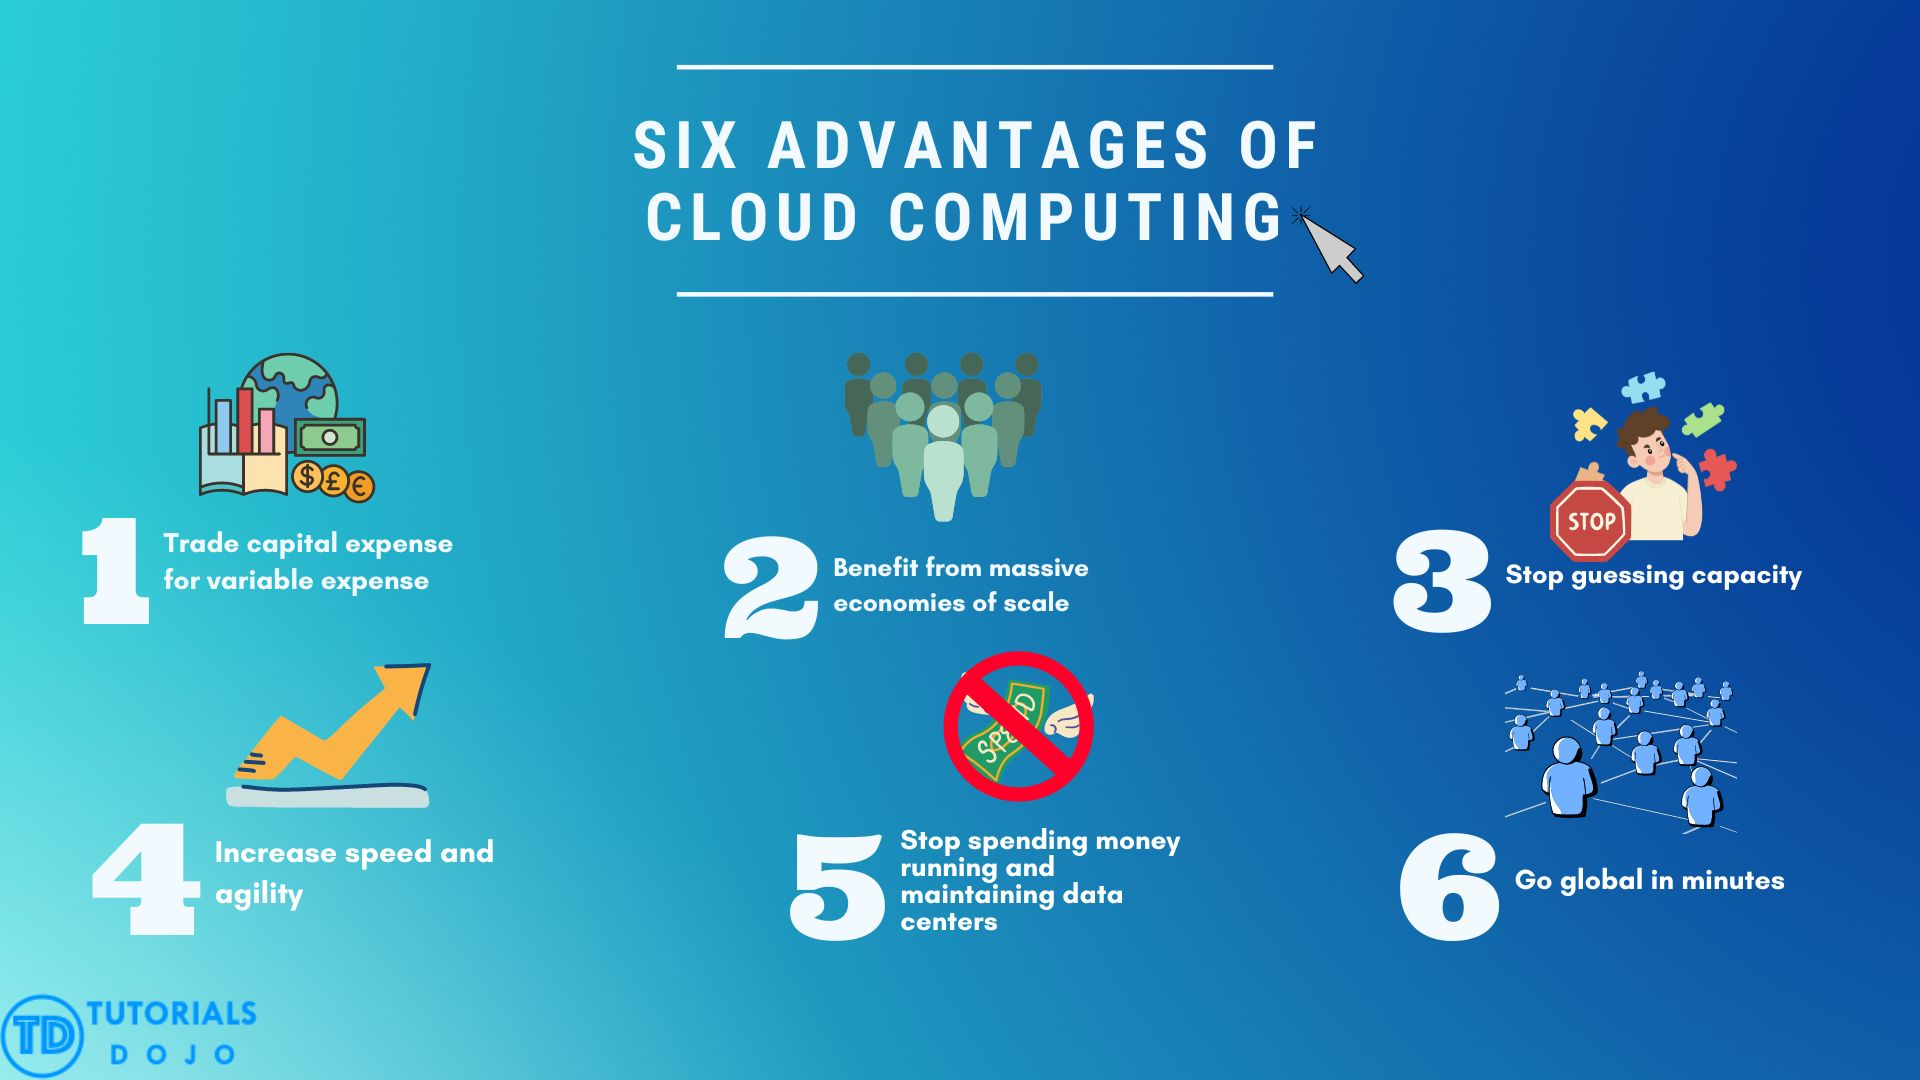 SIX ADVANTAGES OF
CLOUD COMPUTING
$ £ €
1
Trade capital expense
for variable expense
2
Benefit from massive
economies of scale
STOP
3
Stop guessing capacity
4
Increase speed and
agility
SPEND
5
Stop spending money
running and
maintaining data
centers
6
Go global in minutes
TD
TUTORIALS
DOJO